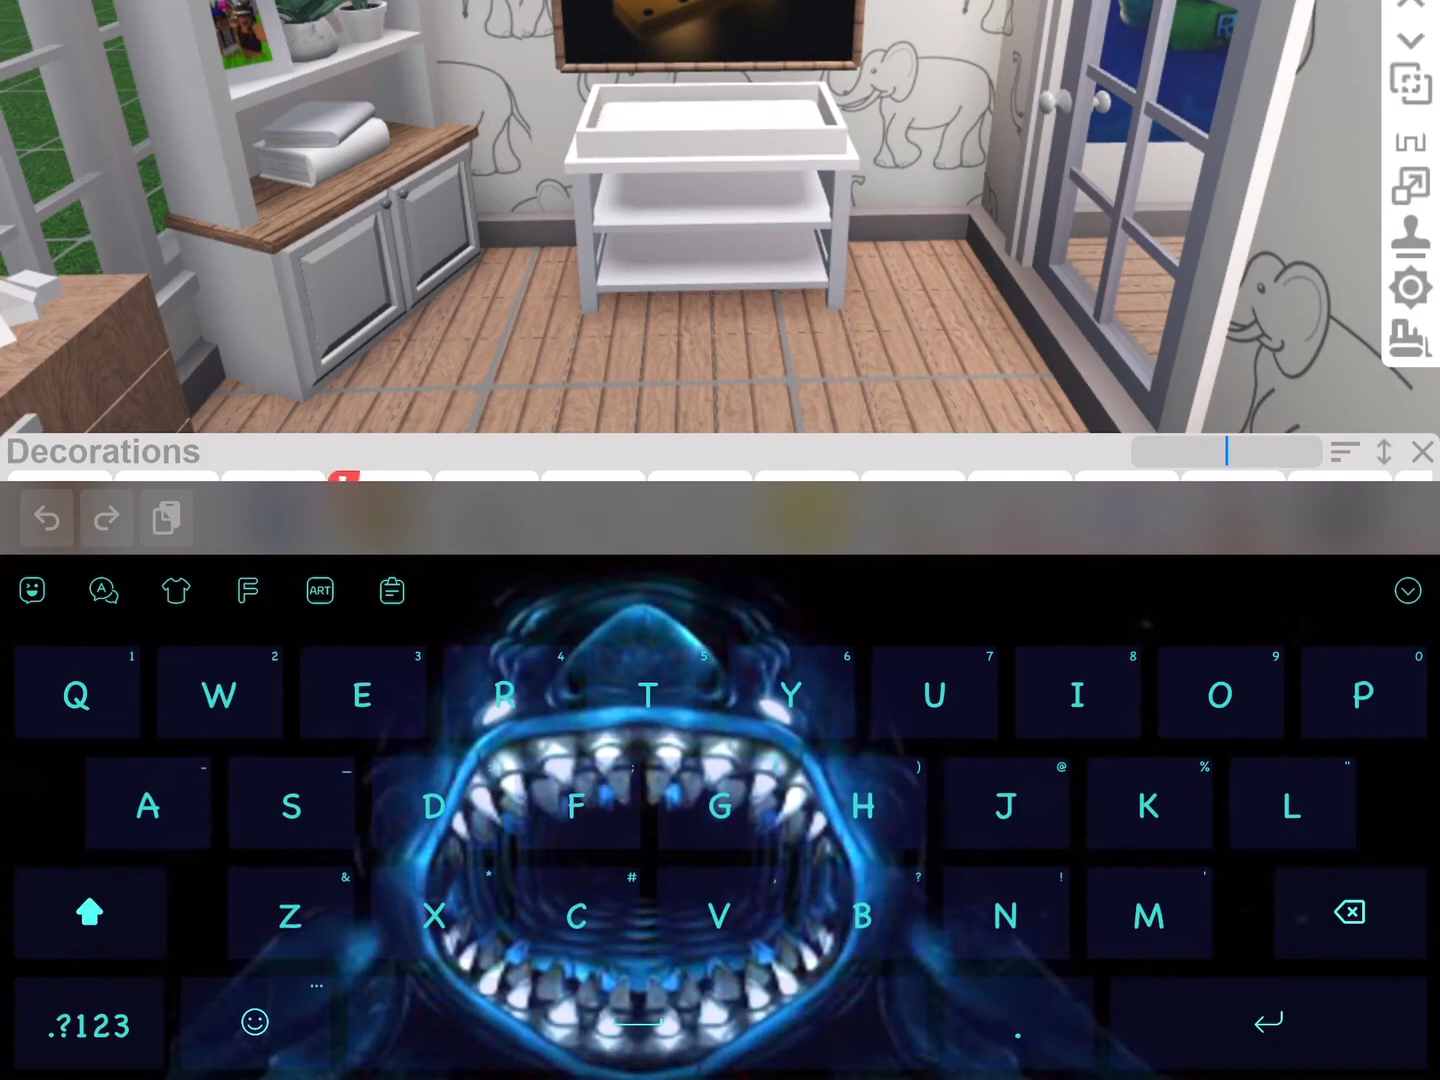 R
Decorations
ART
1 2 3 4 5 6 7 8 9 0
Q W E R T Y U I O P
- _ ; ) @ % "
A S D F G H J K L
& * # , ? ! '
Z X C V B N M
...
.?123 .